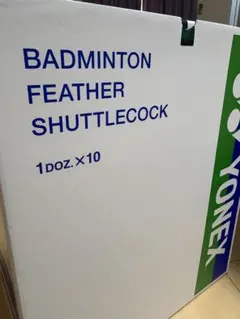 BADMINTON
FEATHER
SHUTTLECOCK
1DOZ.×10
YONEX